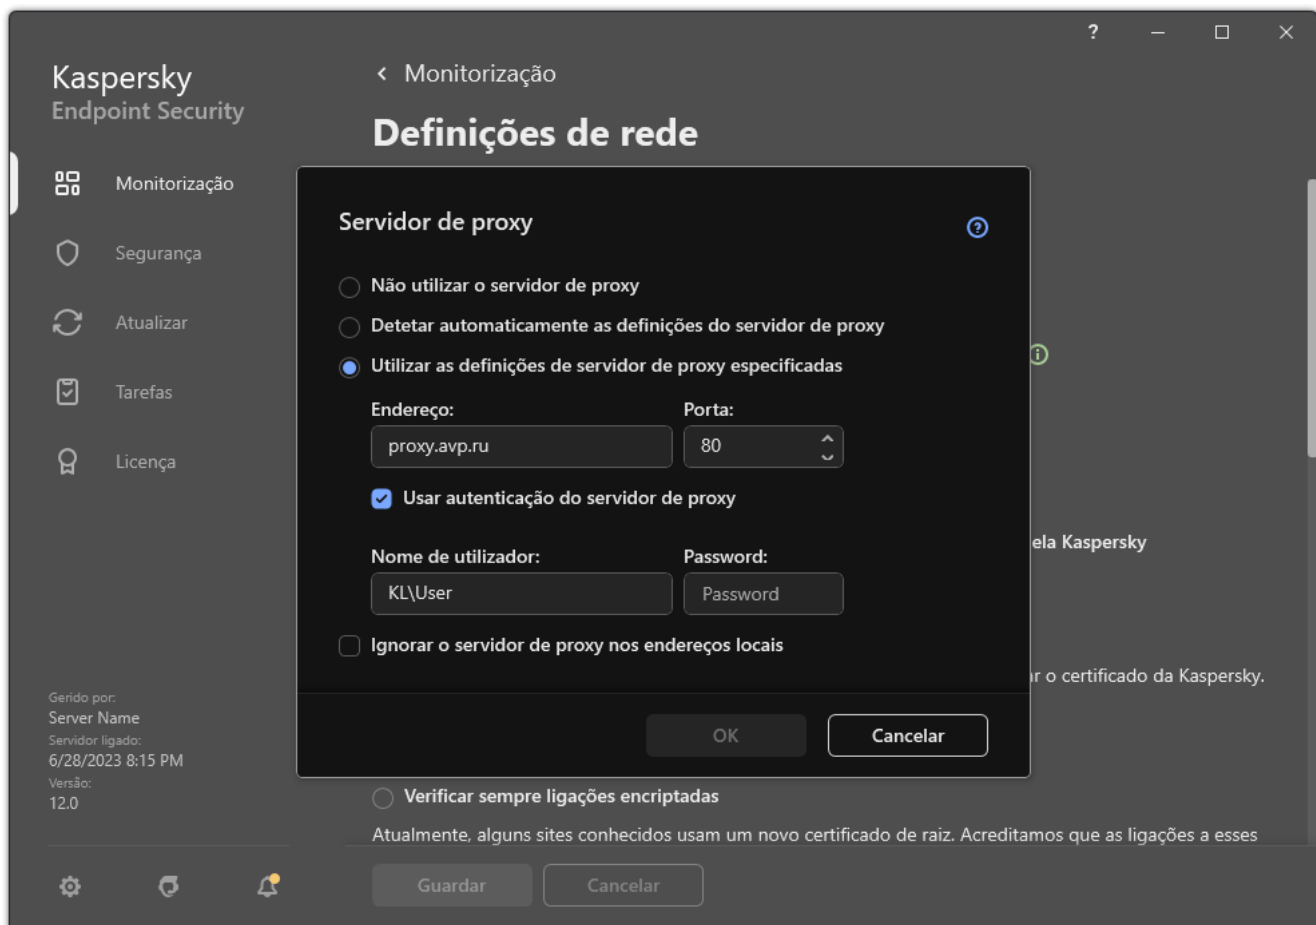 ?
Kaspersky
Endpoint Security
Monitorização
Segurança
Atualizar
Tarefas
Licença
Gerido por:
Server Name
Servidor ligado:
6/28/2023 8:15 PM
Versão:
12.0
Monitorização
Definições de rede
Servidor de proxy
?
Não utilizar o servidor de proxy
Detetar automaticamente as definições do servidor de proxy
Utilizar as definições de servidor de proxy especificadas
Endereço: Porta:
proxy.avp.ru 80
Usar autenticação do servidor de proxy
Nome de utilizador: Password:
KL\User Password
Ignorar o servidor de proxy nos endereços locais
OK Cancelar
ela Kaspersky
o certificado da Kaspersky.
Verificar sempre ligações encriptadas
Atualmente, alguns sites conhecidos usam um novo certificado de raiz. Acreditamos que as ligações a esses
Guardar Cancelar